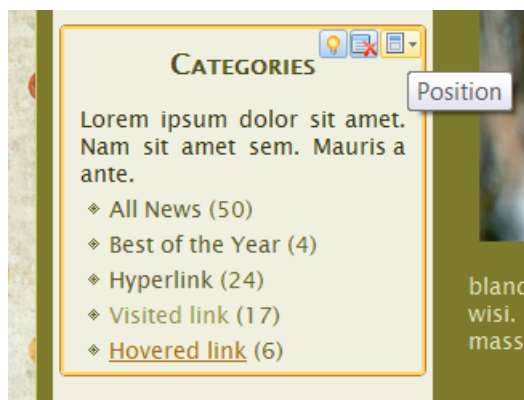 CATEGORIES
Position
Lorem ipsum dolor sit amet.
Nam sit amet sem. Mauris a
ante.
All News (50)
Best of the Year (4)
Hyperlink (24)
Visited link (17)
Hovered link (6)
wisi.
mass